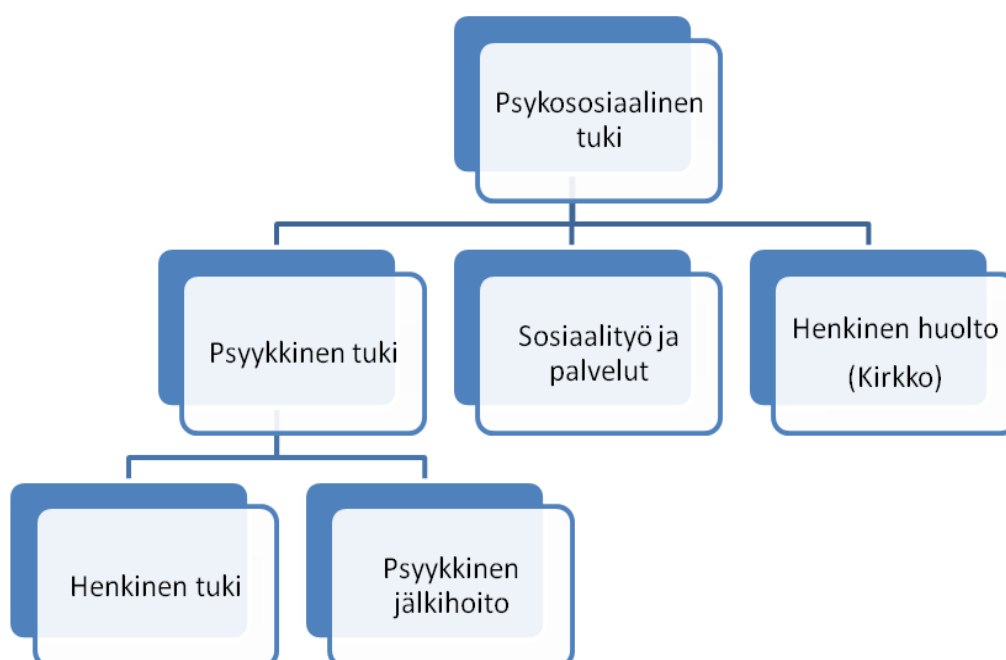 Psykososiaalinen
tuki
Psyykkinen tuki
Sosiaalityö ja
palvelut
Henkinen huolto
(Kirkko)
Henkinen tuki
Psyykkinen
jälkihoito